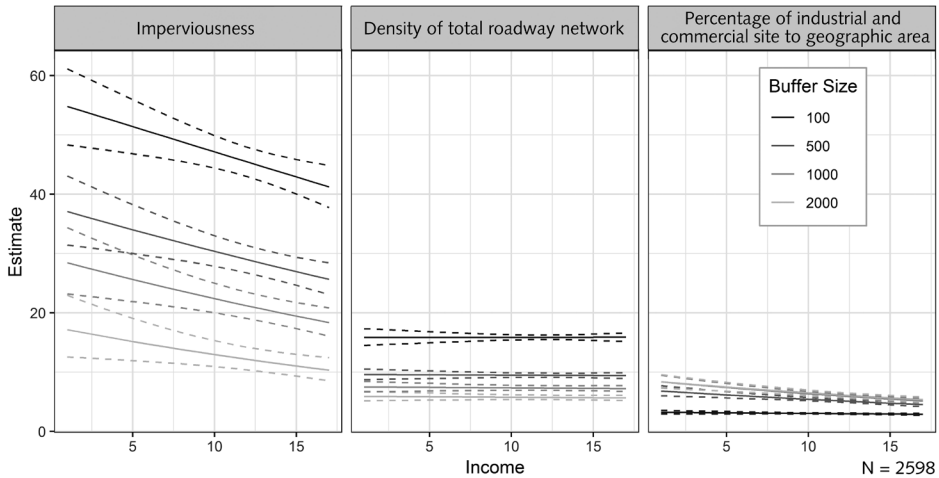 Imperviousness
Density of total roadway network
Percentage of industrial and
commercial site to geographic area
Estimate
60
40
20
0
Buffer Size
100
500
1000
2000
5 10 15
5 10 15
5 10 15
Income
N = 2598